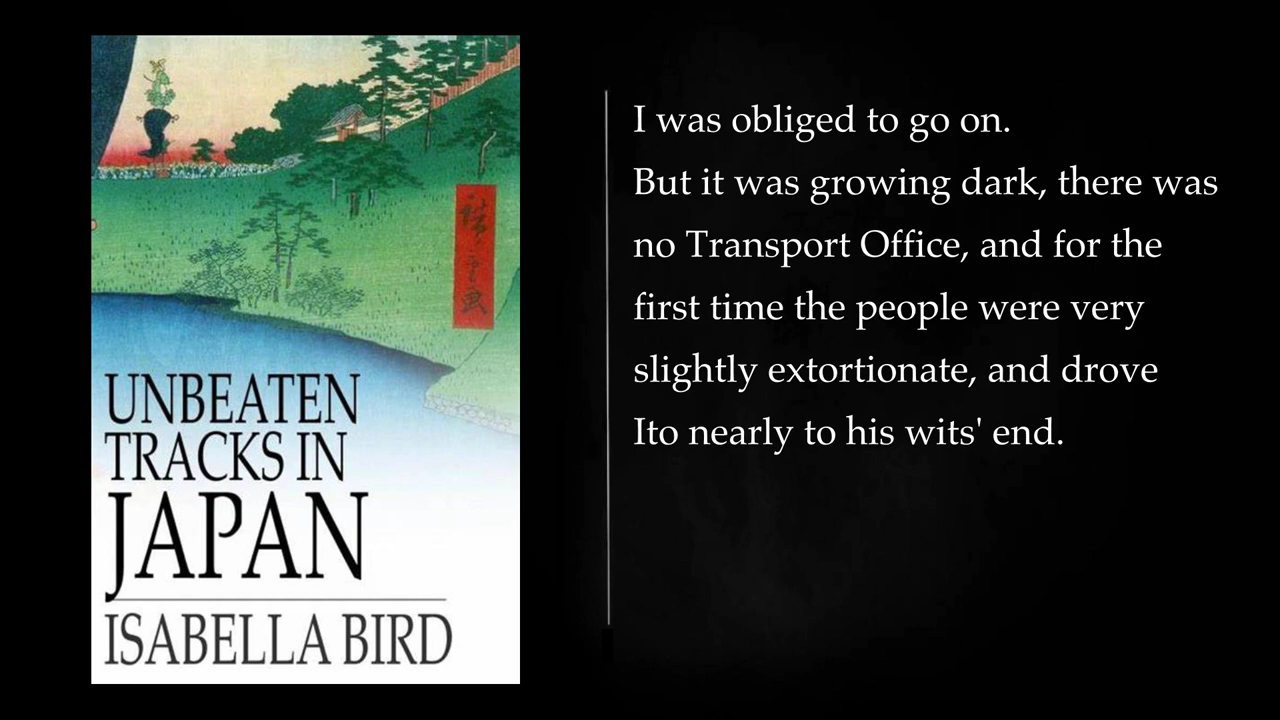 UNBEATEN
TRACKS IN
JAPAN
ISABELLA BIRD
I was obliged to go on.
But it was growing dark, there was
no Transport Office, and for the
first time the people were very
slightly extortionate, and drove
Ito nearly to his wits' end.